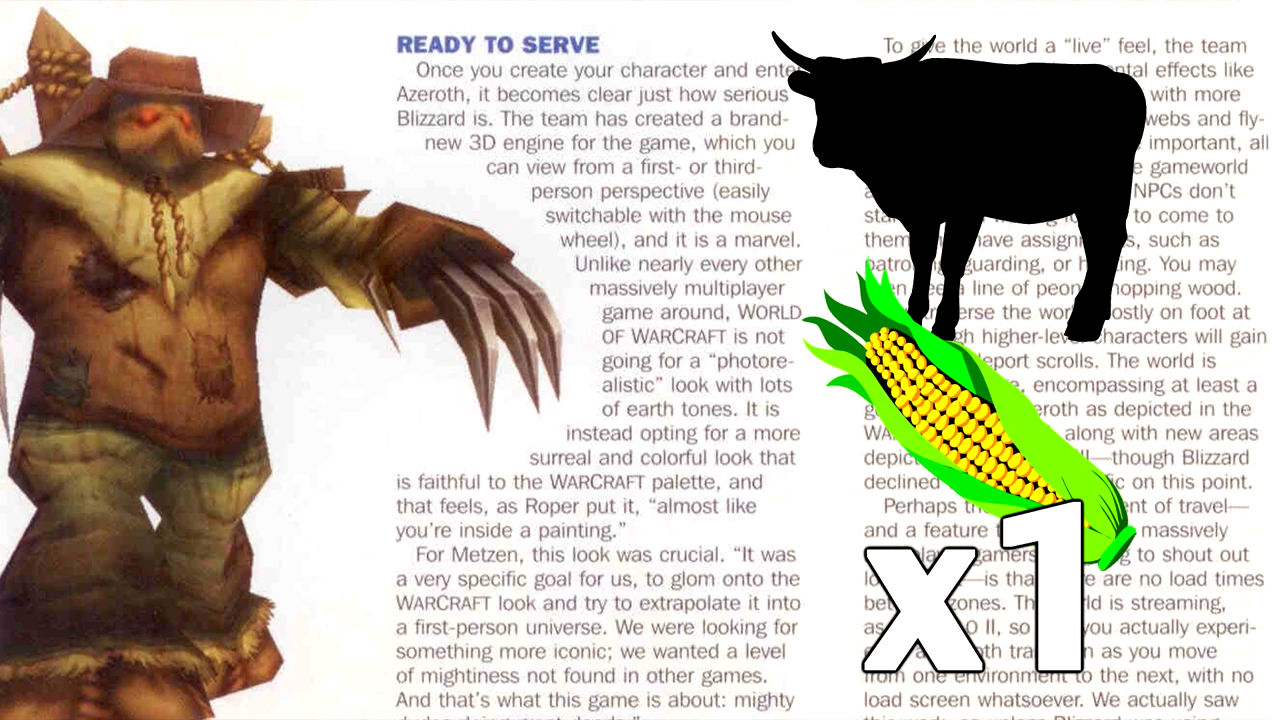 READY TO SERVE
Once you create your character and enter
Azeroth, it becomes clear just how serious
Blizzard is. The team has created a brand-
new 3D engine for the game, which you
can view from a first- or third-
person perspective (easily
switchable with the mouse
wheel), and it is a marvel.
Unlike nearly every other
massively multiplayer
game around, WORLD
OF WARCRAFT is not
going for a “photore-
alistic” look with lots
of earth tones. It is
instead opting for a more
surreal and colorful look that
is faithful to the WARCRAFT palette, and
that feels, as Roper put it, “almost like
you’re inside a painting.”
For Metzen, this look was crucial. “It was
a very specific goal for us, to glom onto the
WARCRAFT look and try to extrapolate it into
a first-person universe. We were looking for
something more iconic; we wanted a level
of mightiness not found in other games.
And that’s what this game is about: mighty
To give the world a “live” feel, the team
effects like
with more
and fly-
important, all
gameworld
NPCs don’t
to come to
them have such as
guarding, or You may
a line of wood.
the on foot at
higher-level characters will gain
scrolls. The world is
encompassing at least a
as depicted in the
along with new areas
though Blizzard
declined on this point.
Perhaps of travel—
and a feature massively
to shout out
are no load times
zones. is streaming,
II, so you actually experi-
as you move
from one environment to the next, with no
load screen whatsoever. We actually saw
x1